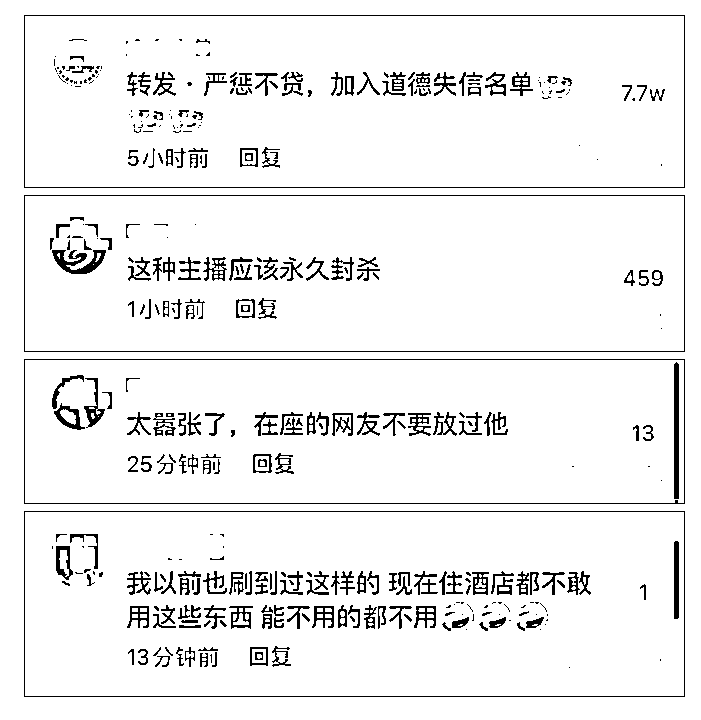 转发·严惩不贷，加入道德失信名单
7.7w
5小时前 回复
这种主播应该永久封杀
459
1小时前 回复
太嚣张了，在座的网友不要放过他
13
25分钟前 回复
我以前也刷到过这样的 现在住酒店都不敢
用这些东西 能不用的都不用
1
13分钟前 回复